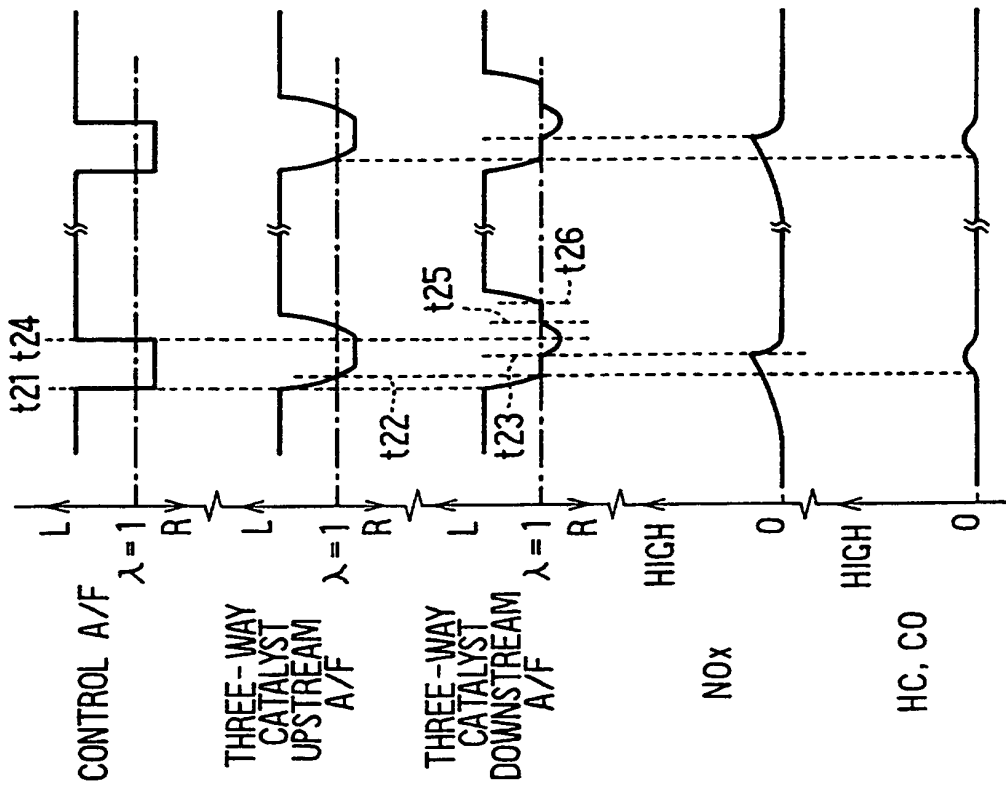 t21 t24
CONTROL A/F
L
λ=1
R
THREE-WAY
CATALYST
UPSTREAM
A/F
L
λ=1
R
t22
THREE-WAY
CATALYST
DOWNSTREAM
A/F
L
λ=1
R
t23
t25
t26
NOx
HIGH
0
HC, CO
HIGH
0